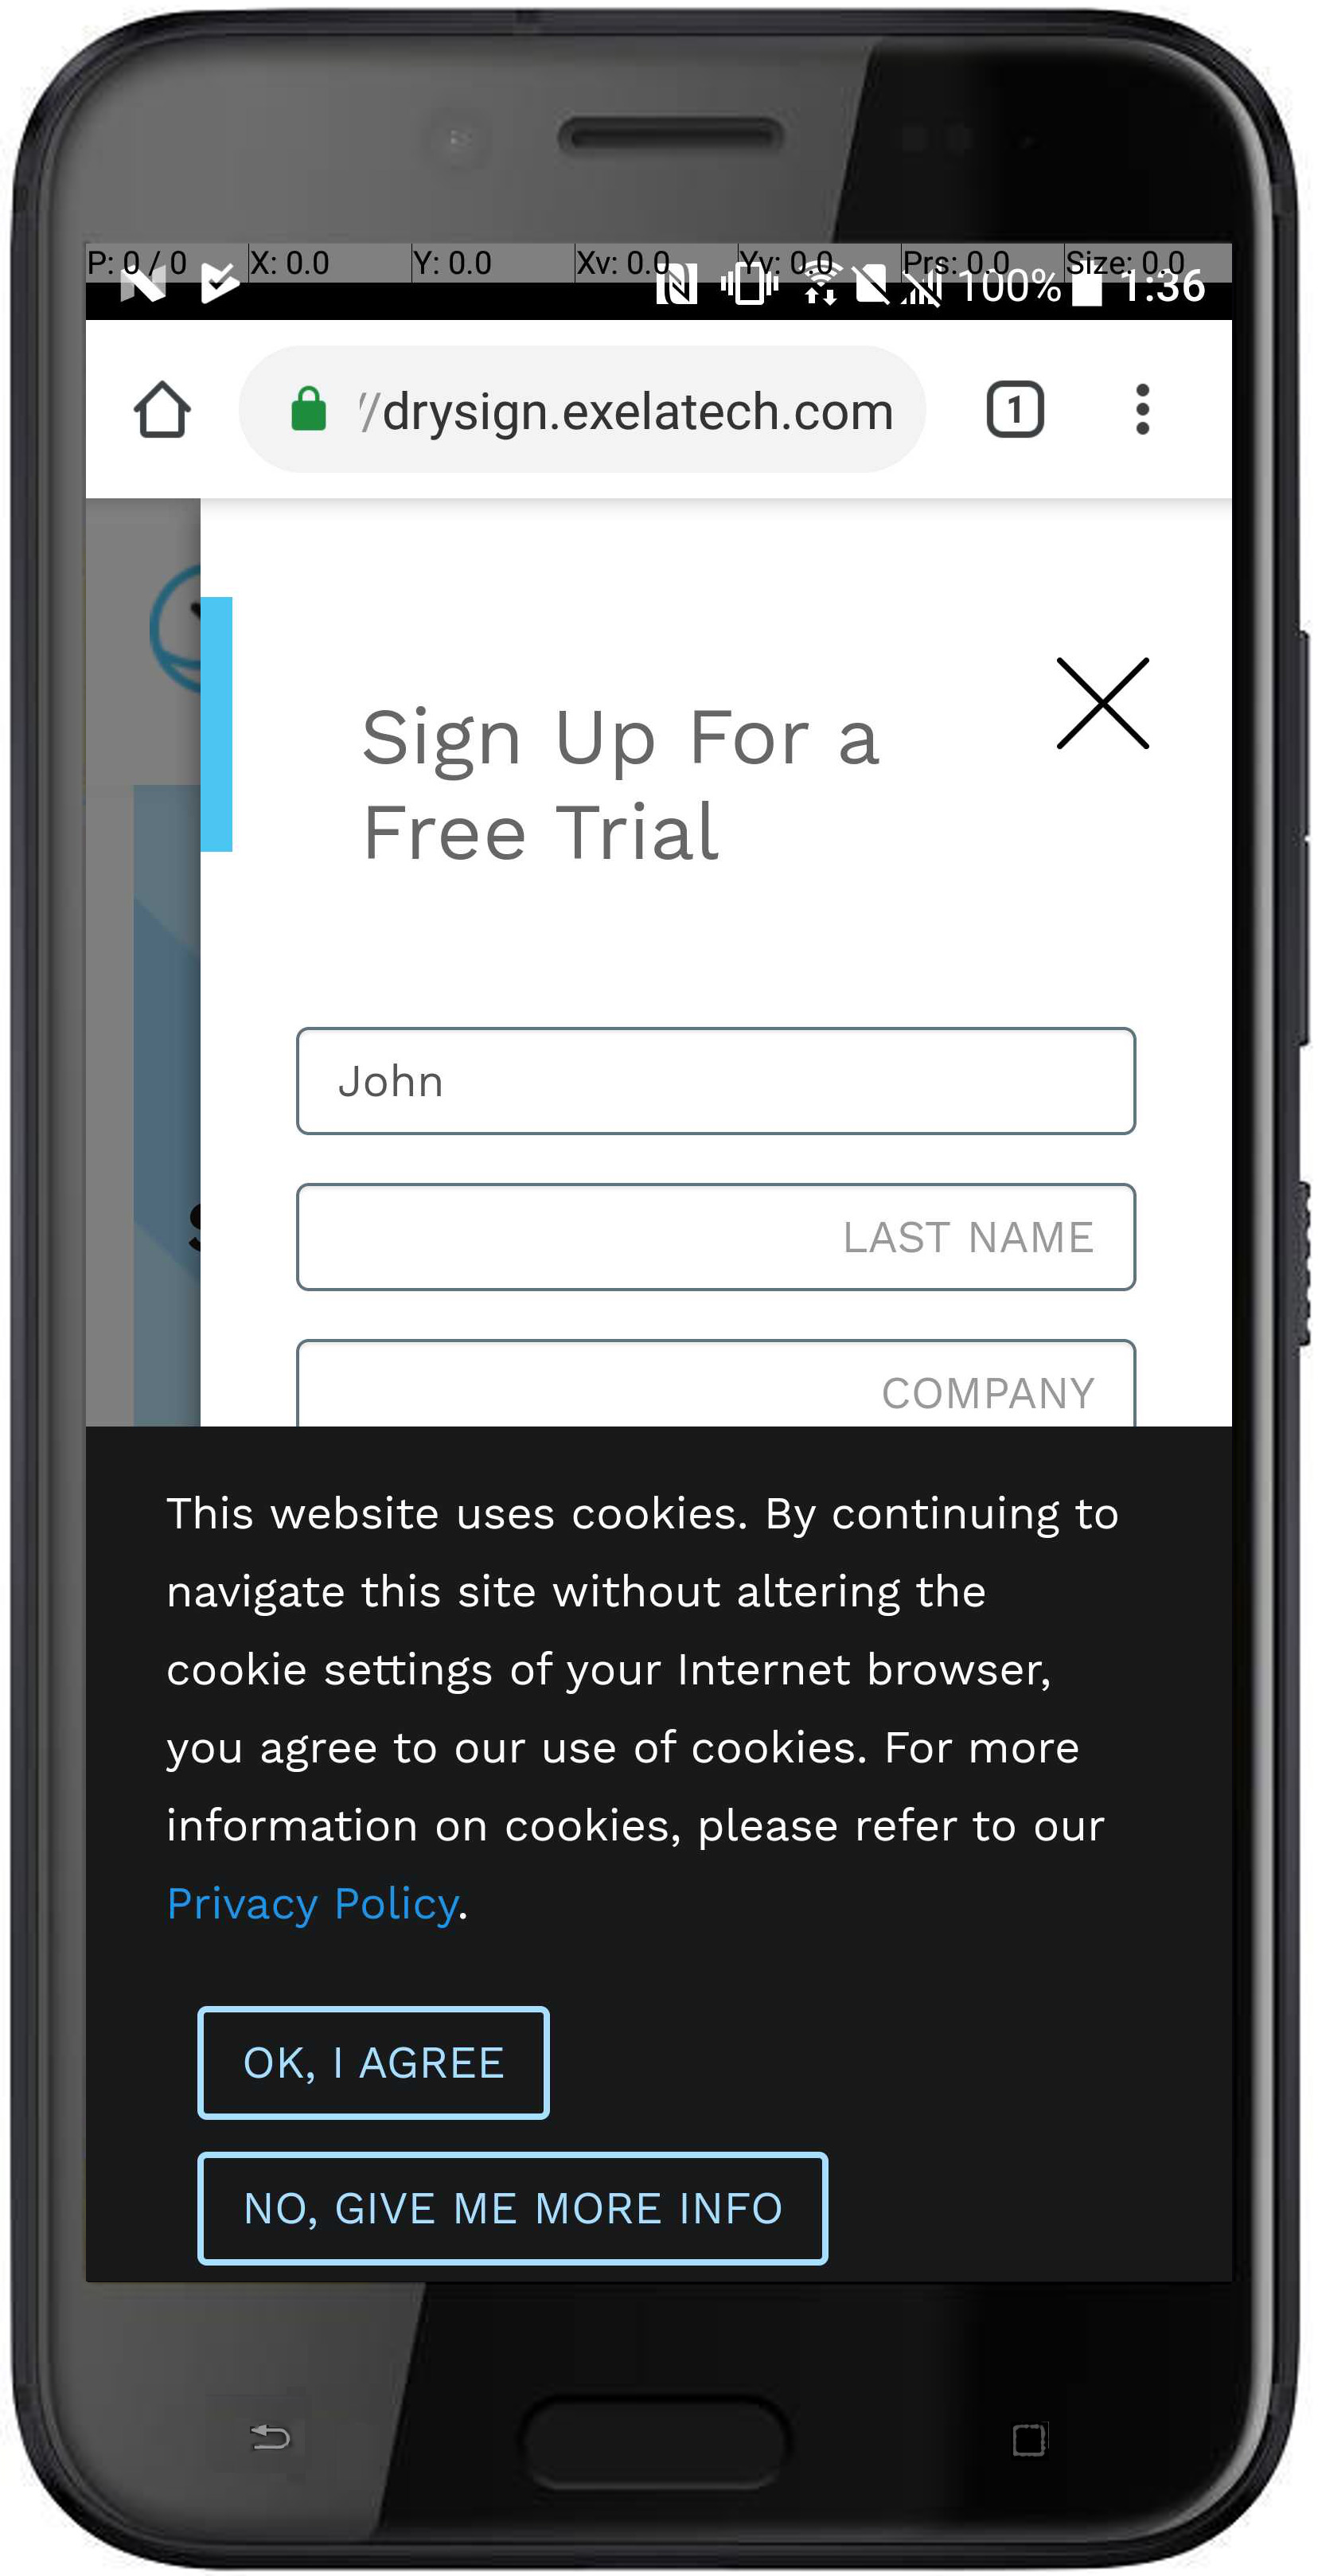 P: 0 / 0 X: 0.0 Y: 0.0 Xv: 0.0 Yv: 0.0 Prs: 0.0 Size: 0.0
100% 1:36
//drysign.exelatech.com 1
Sign Up For a
Free Trial
John
LAST NAME
S
COMPANY
This website uses cookies. By continuing to
navigate this site without altering the
cookie settings of your Internet browser,
you agree to our use of cookies. For more
information on cookies, please refer to our
Privacy Policy.
OK, I AGREE
NO, GIVE ME MORE INFO